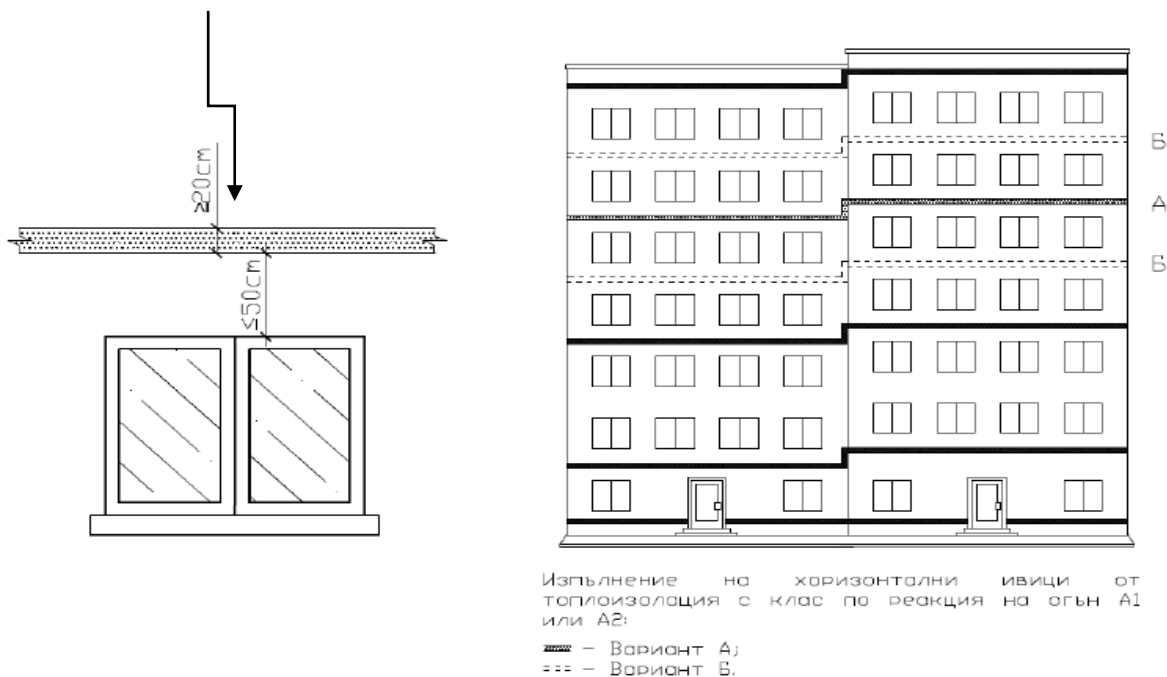 ≥20cm
≤50cm
Б
А
Б
Изпълнение на хоризонтални ивици от
топлоизолация с клас по реакция на огън А1
или А2:
– Вариант А;
– Вариант Б.